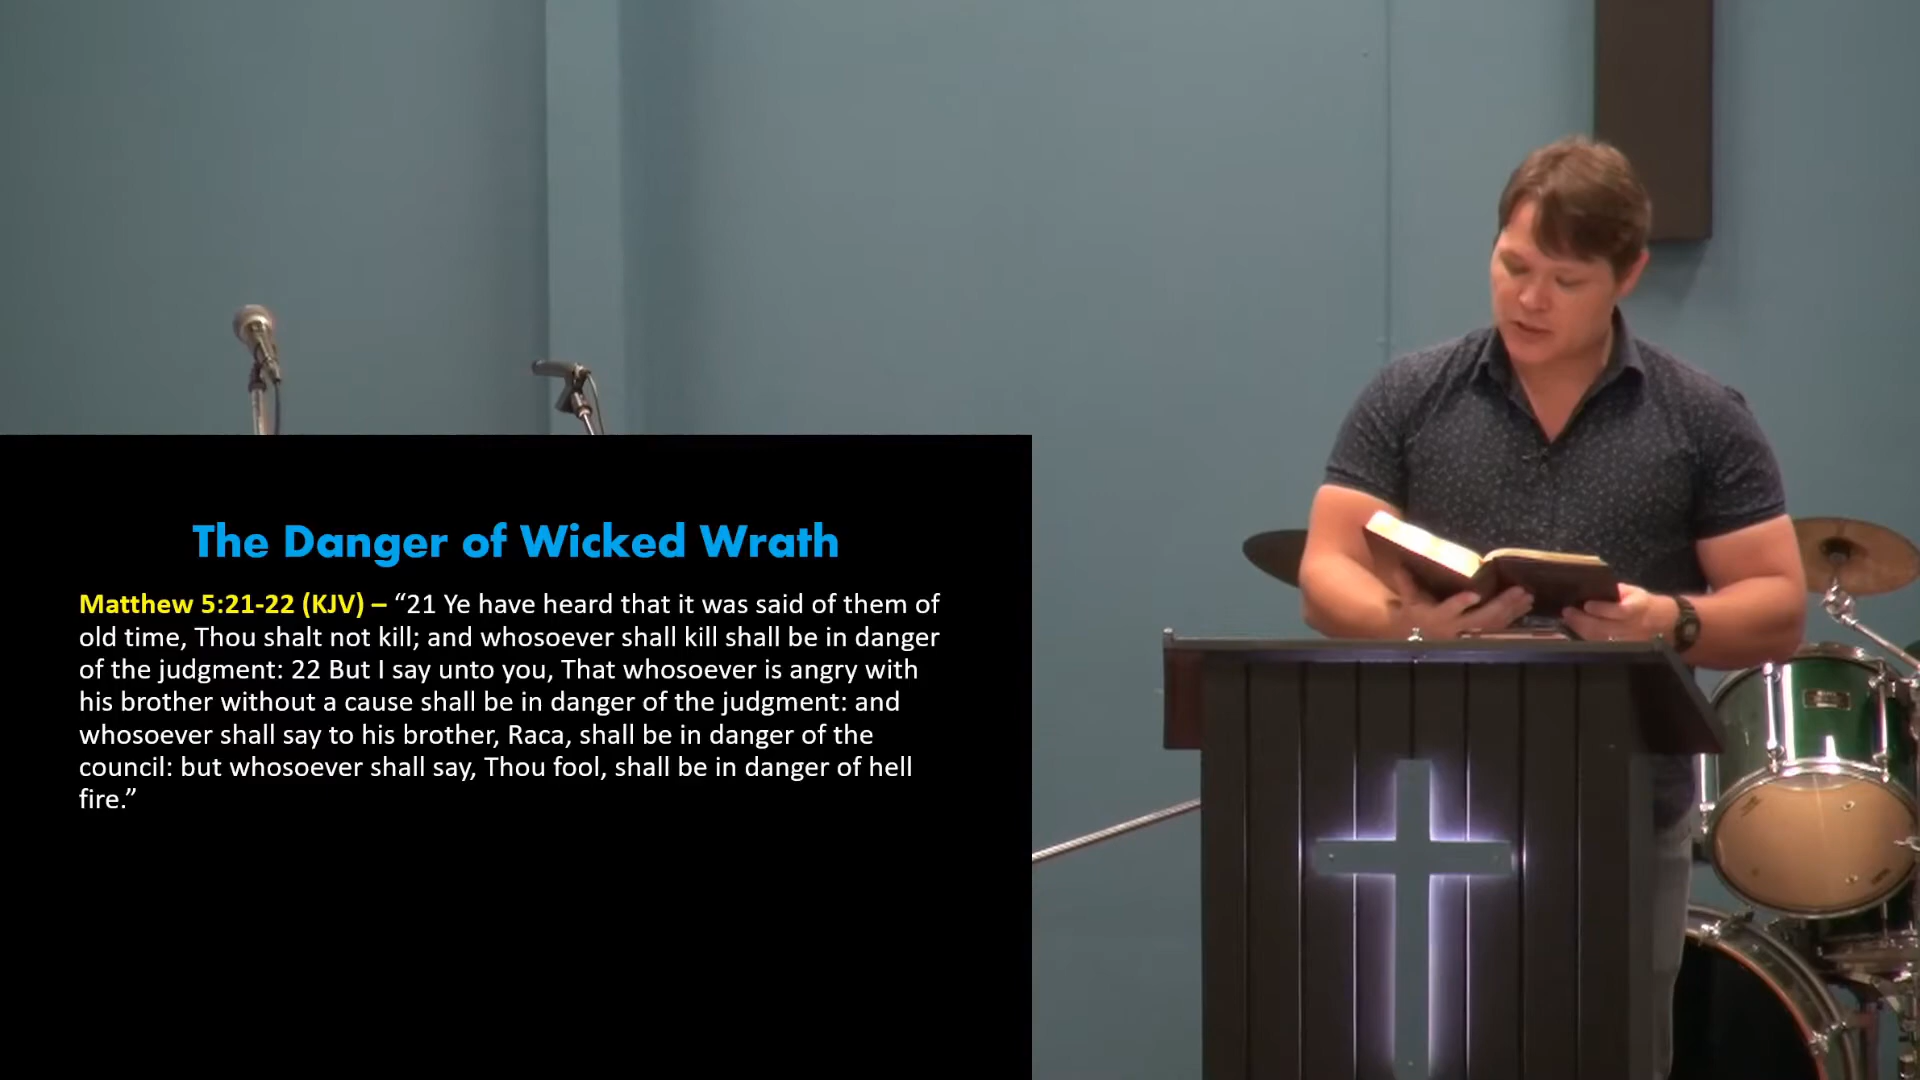 The Danger of Wicked Wrath
Matthew 5:21-22 (KJV) – “21 Ye have heard that it was said of them of
old time, Thou shalt not kill; and whosoever shall kill shall be in danger
of the judgment: 22 But I say unto you, That whosoever is angry with
his brother without a cause shall be in danger of the judgment: and
whosoever shall say to his brother, Raca, shall be in danger of the
council: but whosoever shall say, Thou fool, shall be in danger of hell
fire.”